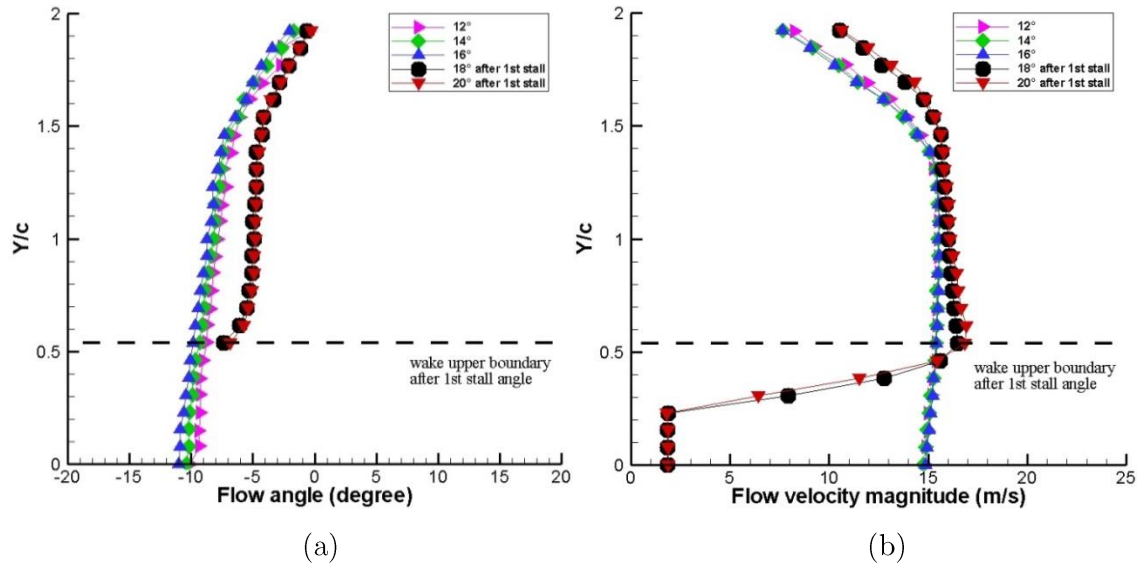 2
1.5
1
0.5
0
Y/c
-20
-15
-10
-5
0
5
10
15
20
Flow angle (degree)
12°
14°
16°
18° after 1st stall
20° after 1st stall
wake upper boundary
after 1st stall angle
(a)
2
1.5
1
0.5
0
Y/c
0
5
10
15
20
25
Flow velocity magnitude (m/s)
12°
14°
16°
18° after 1st stall
20° after 1st stall
wake upper boundary
after 1st stall angle
(b)